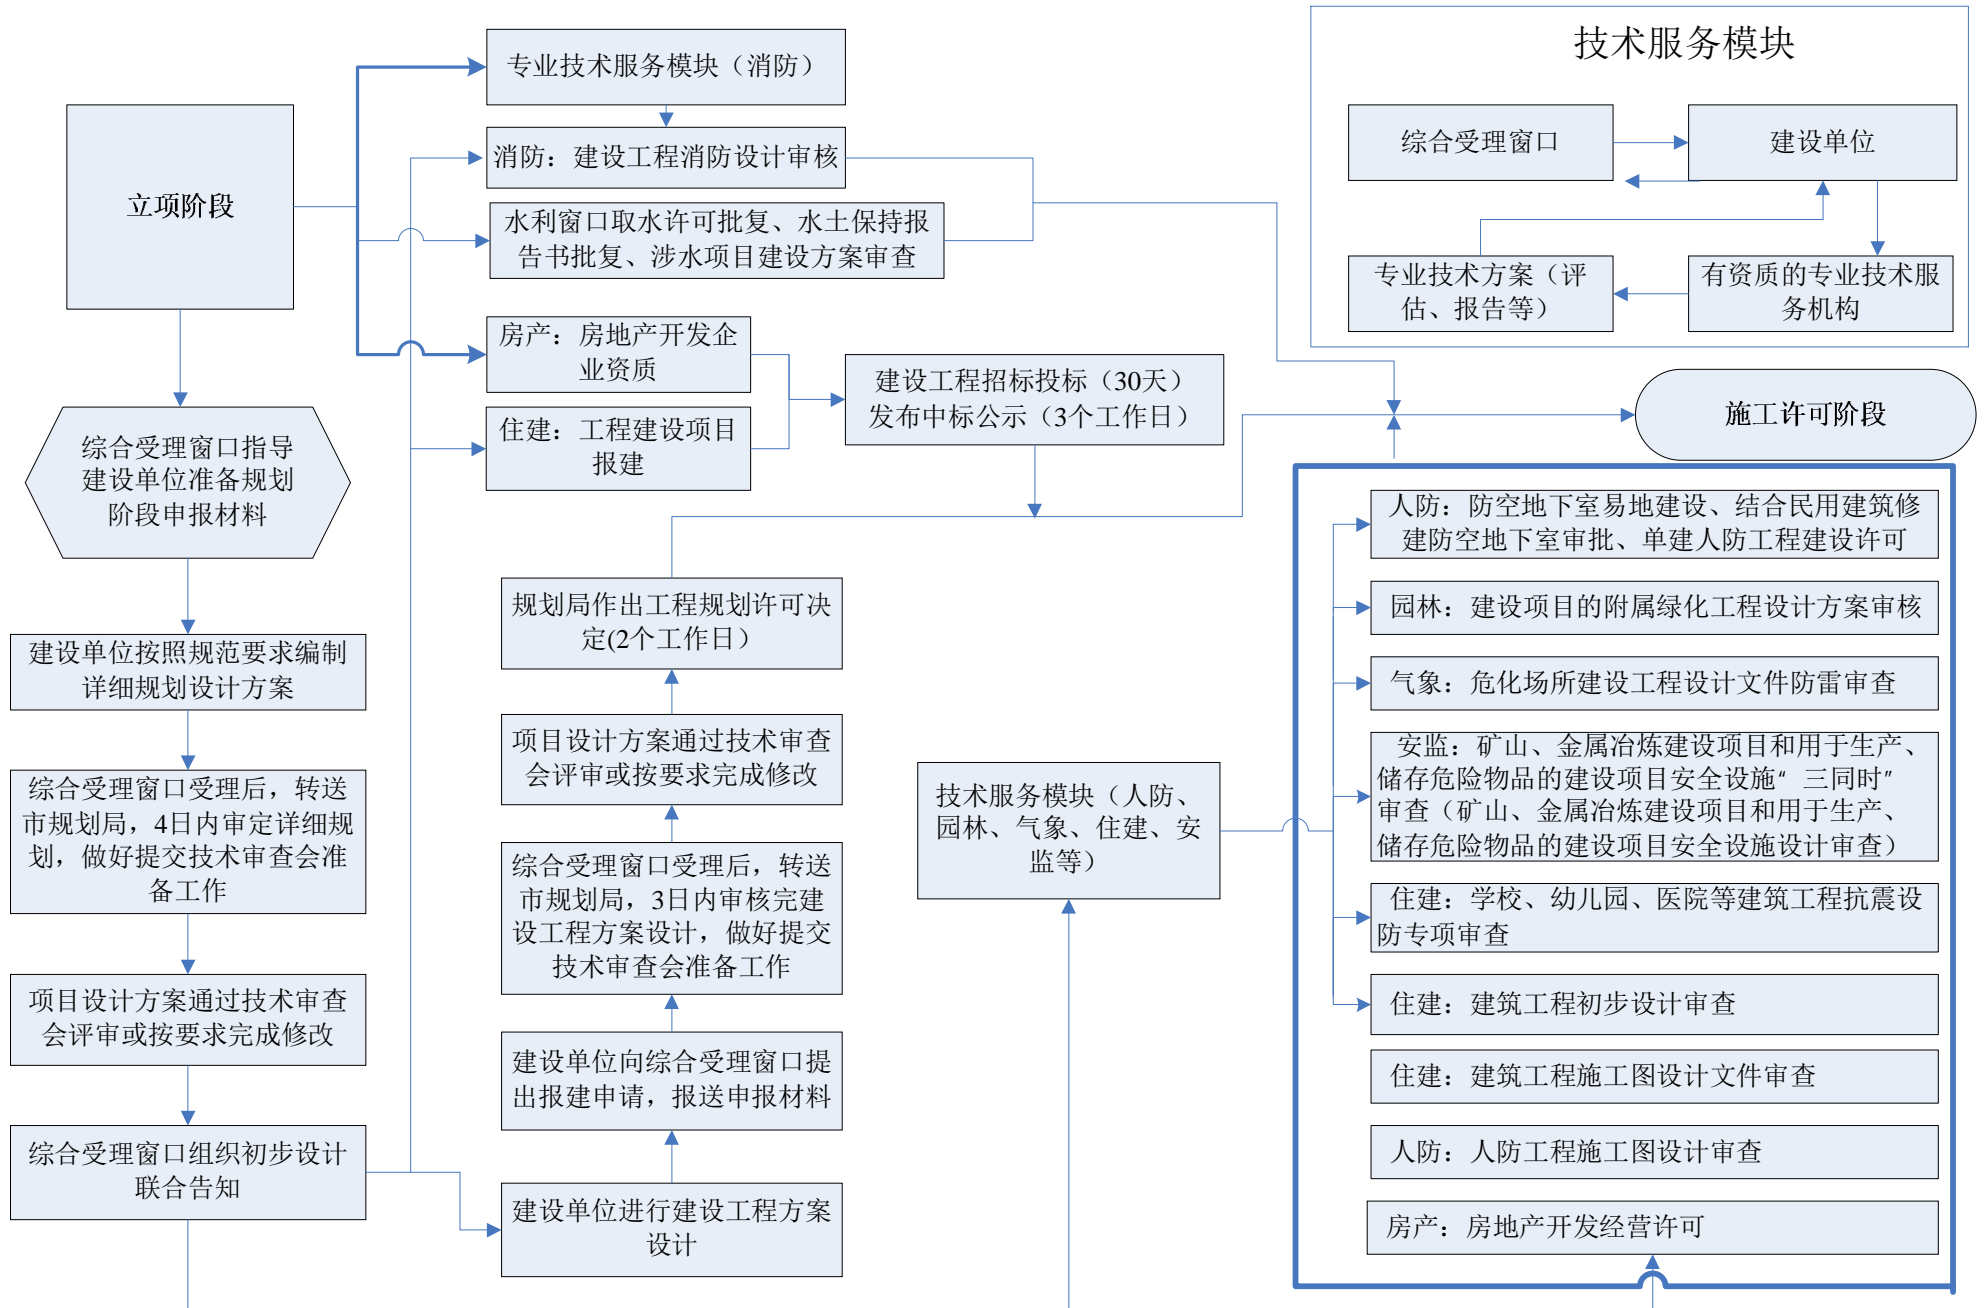 技术服务模块
综合受理窗口
建设单位
专业技术方案（评
估、报告等）
有资质的专业技术服
务机构
专业技术服务模块（消防）
消防：建设工程消防设计审核
水利窗口取水许可批复、水土保持报
告书批复、涉水项目建设方案审查
立项阶段
房产：房地产开发企
业资质
住建：工程建设项目
报建
建设工程招标投标（30天）
发布中标公示（3个工作日）
施工许可阶段
综合受理窗口指导
建设单位准备规划
阶段申报材料
建设单位按照规范要求编制
详细规划设计方案
综合受理窗口受理后，转送
市规划局，4日内审定详细规
划，做好提交技术审查会准
备工作
项目设计方案通过技术审查
会评审或按要求完成修改
综合受理窗口组织初步设计
联合告知
规划局作出工程规划许可决
定(2个工作日）
项目设计方案通过技术审查
会评审或按要求完成修改
综合受理窗口受理后，转送
市规划局，3日内审核完建
设工程方案设计，做好提交
技术审查会准备工作
建设单位向综合受理窗口提
出报建申请，报送申报材料
建设单位进行建设工程方案
设计
技术服务模块（人防、
园林、气象、住建、安
监等）
人防：防空地下室易地建设、结合民用建筑修
建防空地下室审批、单建人防工程建设许可
园林：建设项目的附属绿化工程设计方案审核
气象：危化场所建设工程设计文件防雷审查
安监：矿山、金属冶炼建设项目和用于生产、
储存危险物品的建设项目安全设施“ 三同时”
审查（矿山、金属冶炼建设项目和用于生产、
储存危险物品的建设项目安全设施设计审查）
住建：学校、幼儿园、医院等建筑工程抗震设
防专项审查
住建：建筑工程初步设计审查
住建：建筑工程施工图设计文件审查
人防：人防工程施工图设计审查
房产：房地产开发经营许可